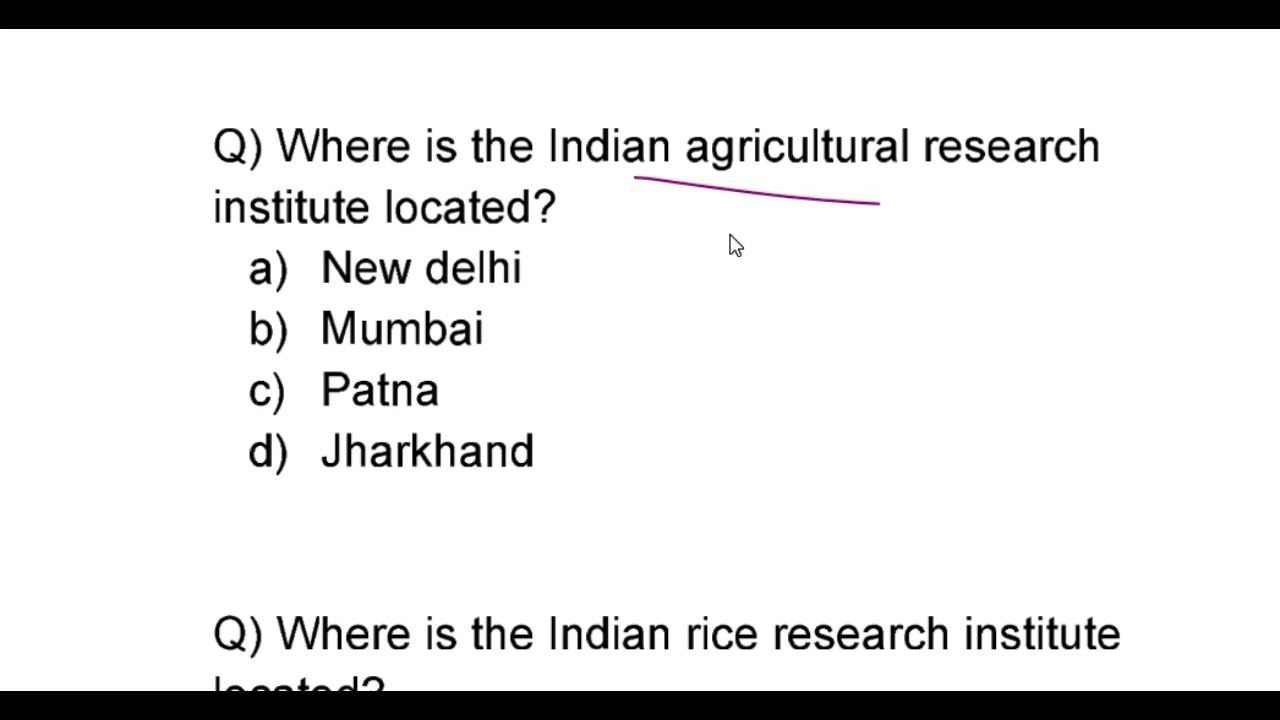 Q) Where is the Indian agricultural research
institute located?
a) New delhi
b) Mumbai
c) Patna
d) Jharkhand
Q) Where is the Indian rice research institute
located?